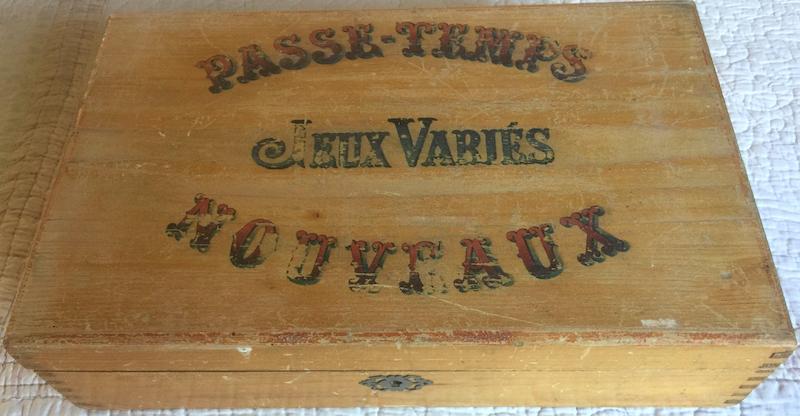 PASSE-TEMPS
JEUX VARIÉS
NOUVEAUX